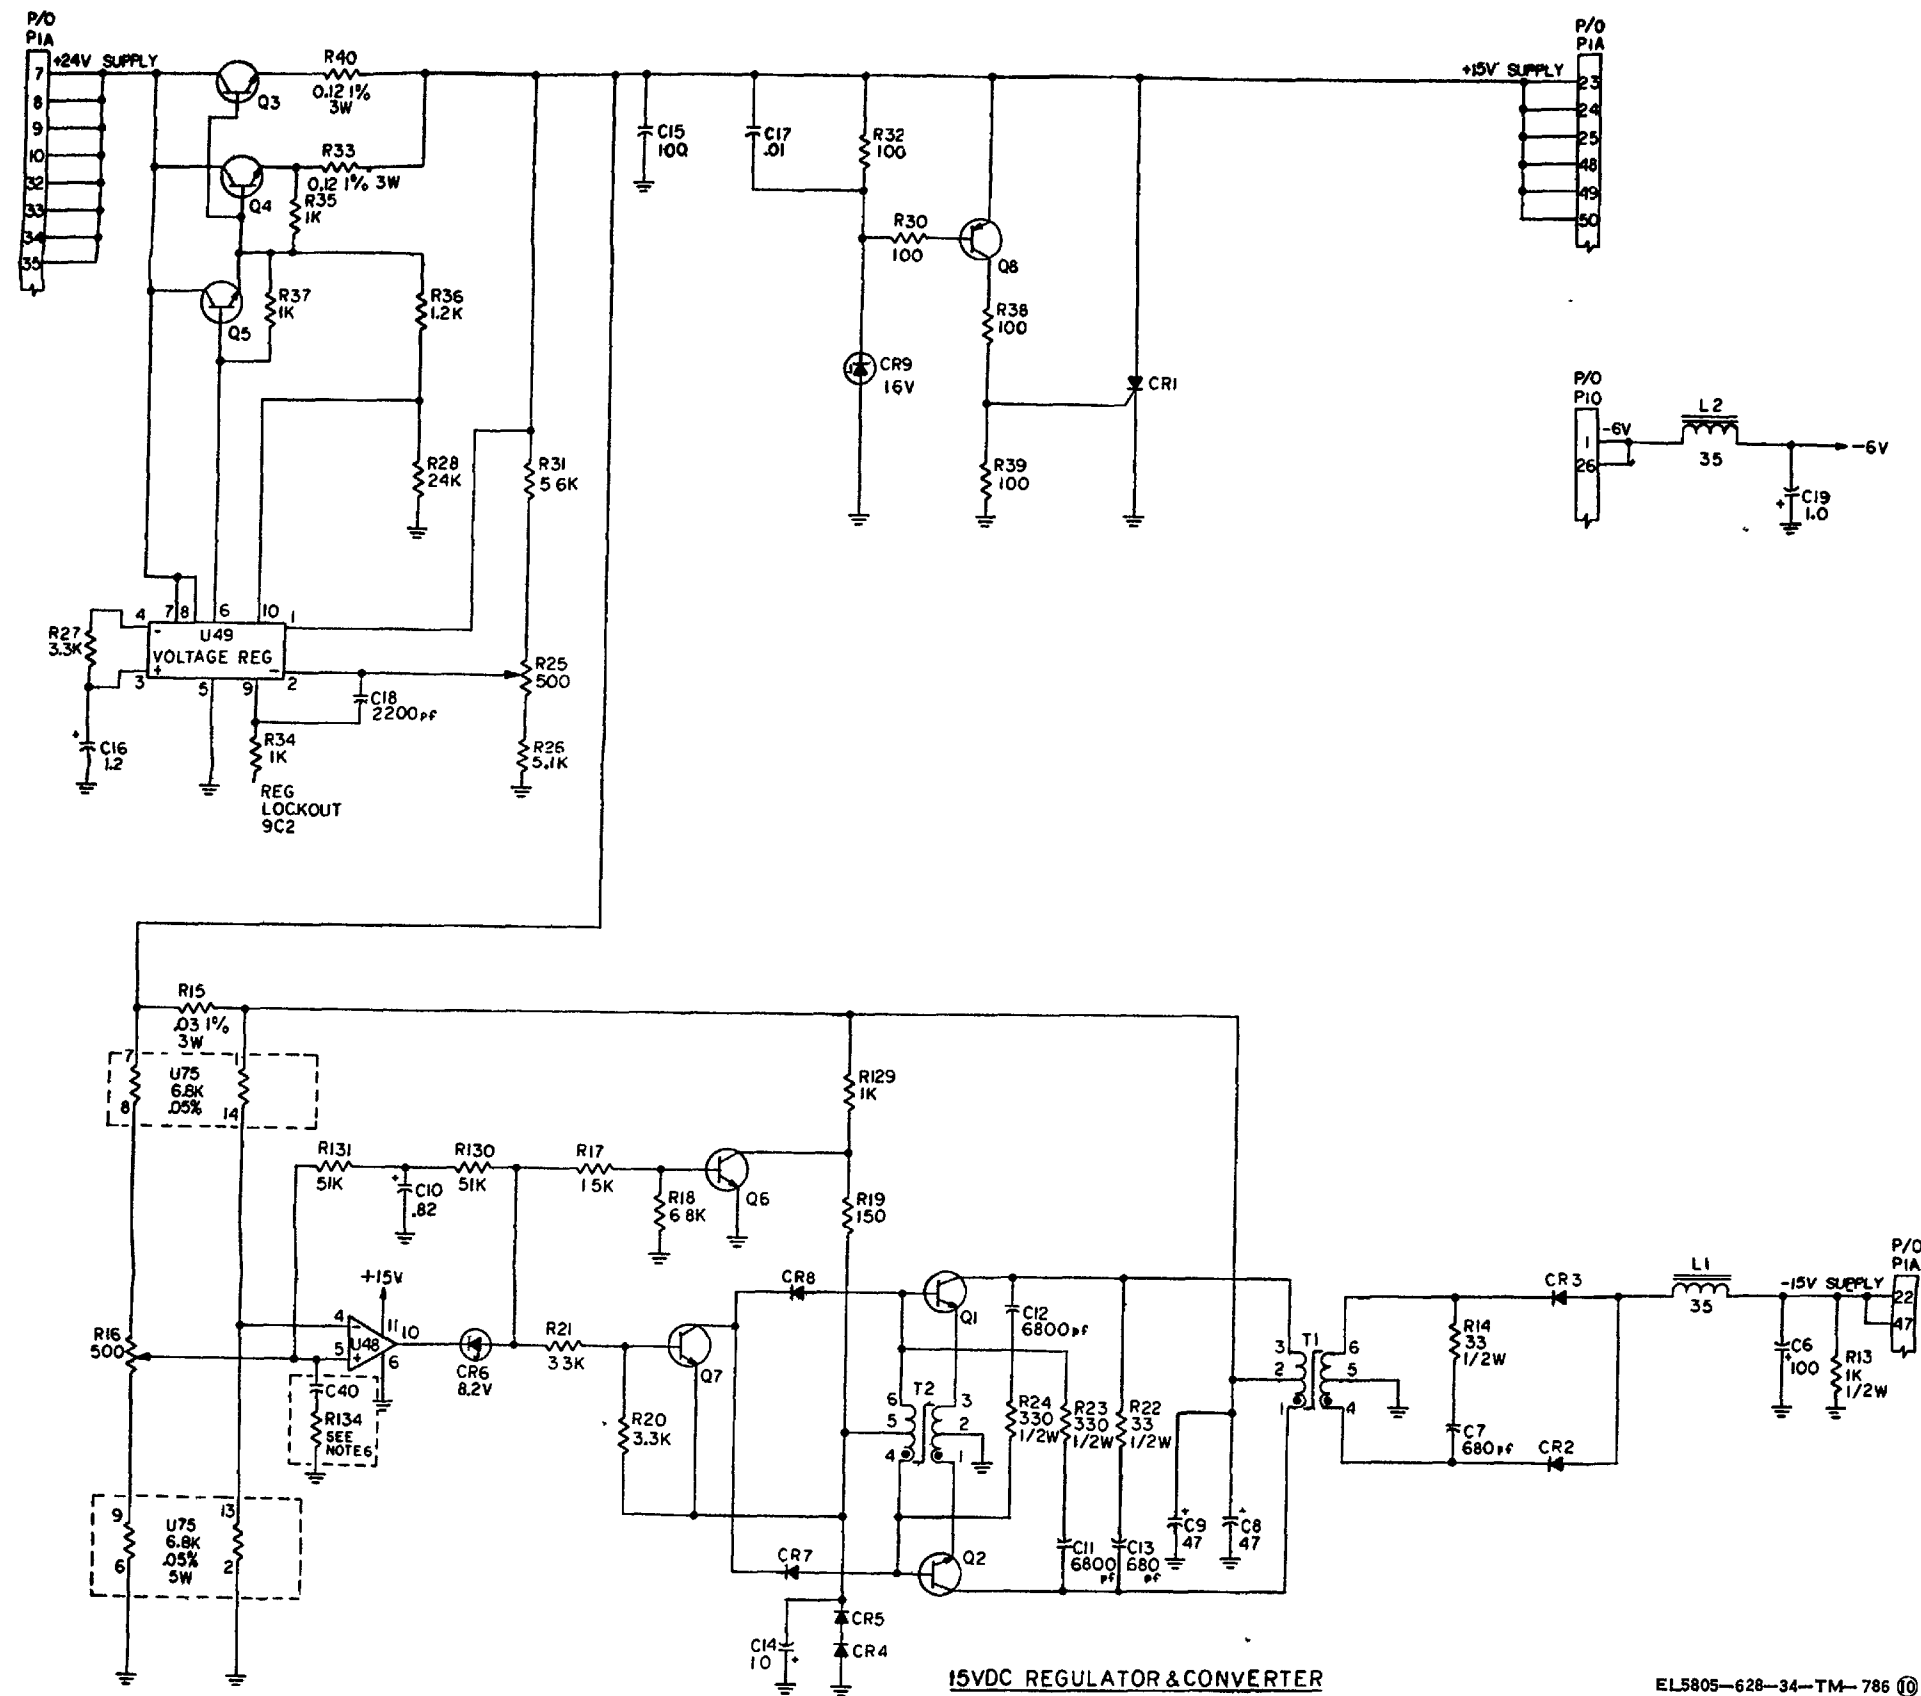 P/O
P1A
+24V SUPPLY
7
8
9
10
32
33
34
35
R40
0.12 1%
3W
Q3
R33
0.12 1% 3W
Q4
R35
1K
R37
1K
Q5
R36
1.2K
R28
24K
R31
5 6K
C15
100
C17
.01
R32
100
R30
100
Q8
R38
100
CR9
16V
R39
100
CR1
P/O
P1A
+15V SUPPLY
23
24
25
48
49
50
P/O
P10
1
26
-6V
L2
35
-6V
+
C19
1.0
R27
3.3K
4
7
8
6
10
1
-
U49
VOLTAGE REG
+
-
3
5
9
2
R25
500
C18
2200pf
+
C16
1.2
R34
1K
R26
5.1K
REG
LOCKOUT
9C2
R15
.03 1%
3W
7
1
U75
6.8K
.05%
8
14
R129
1K
R131
51K
+
C10
.82
R130
51K
R17
1 5K
R18
6 8K
Q6
R19
150
R16
500
+15V
4
11
10
-
U48
5
+
6
CR6
8.2V
C40
R134
SEE
NOTE 6
R21
3 3K
R20
3.3K
Q7
CR8
Q1
C12
6800pf
T2
6
3
5
2
4
1
R24
330
1/2W
R23
330
1/2W
R22
33
1/2W
T1
3
2
1
6
5
4
R14
33
1/2W
C7
680pf
CR3
CR2
L1
35
-15V SUPPLY
P/O
P1A
22
47
C6
+
100
R13
1K
1/2W
9
13
U75
6.8K
.05%
5W
6
2
CR7
Q2
C11
6800
pf
C13
680
pf
+
C9
47
+
C8
47
C14
10
+
CR5
CR4
15VDC REGULATOR & CONVERTER
EL5805-628-34-TM-786 10